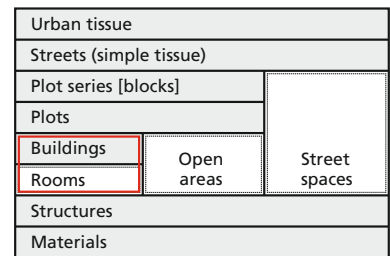 Urban tissue
Streets (simple tissue)
Plot series [blocks]
Plots
Buildings
Rooms
Open
areas
Street
spaces
Structures
Materials